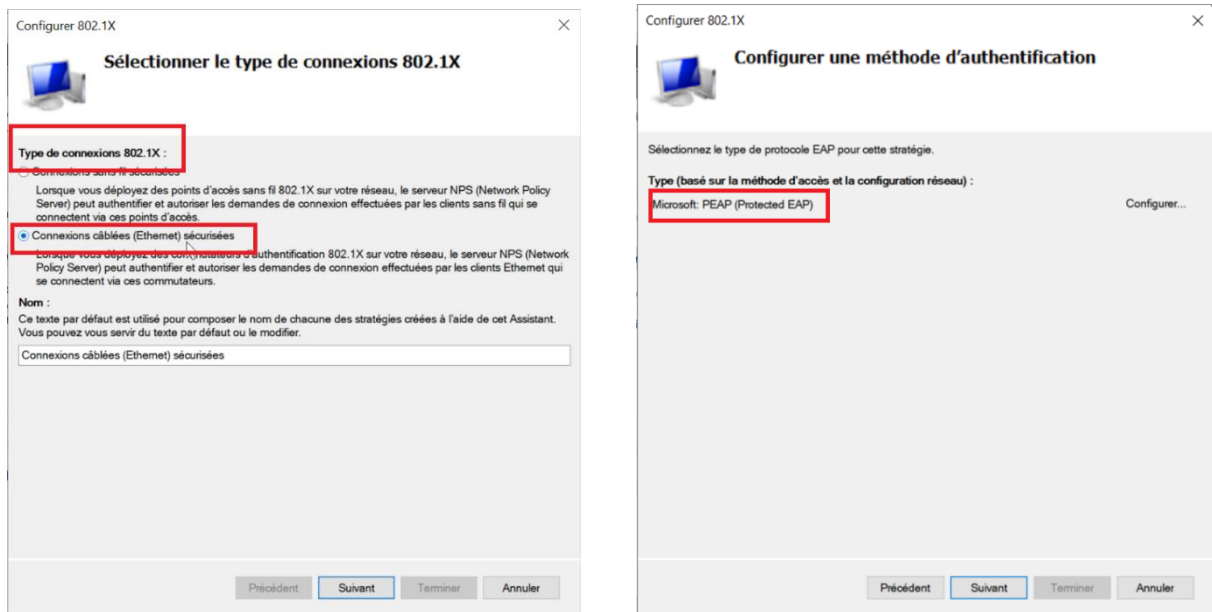 Configurer 802.1X
Sélectionner le type de connexions 802.1X
Type de connexions 802.1X :
Connexions sans fil sécurisées
Lorsque vous déployez des points d'accès sans fil 802.1X sur votre réseau, le serveur NPS (Network Policy
Server) peut authentifier et autoriser les demandes de connexion effectuées par les clients sans fil qui se
connectent via ces points d'accès.
Connexions câblées (Ethernet) sécurisées
Lorsque vous déployez des commutateurs d'authentification 802.1X sur votre réseau, le serveur NPS (Network
Policy Server) peut authentifier et autoriser les demandes de connexion effectuées par les clients Ethernet qui
se connectent via ces commutateurs.
Nom :
Ce texte par défaut est utilisé pour composer le nom de chacune des stratégies créées à l'aide de cet Assistant.
Vous pouvez vous servir du texte par défaut ou le modifier.
Connexions câblées (Ethernet) sécurisées
Précédent Suivant Terminer Annuler
Configurer 802.1X
Configurer une méthode d'authentification
Sélectionnez le type de protocole EAP pour cette stratégie.
Type (basé sur la méthode d'accès et la configuration réseau) :
Microsoft: PEAP (Protected EAP) Configurer...
Précédent Suivant Terminer Annuler